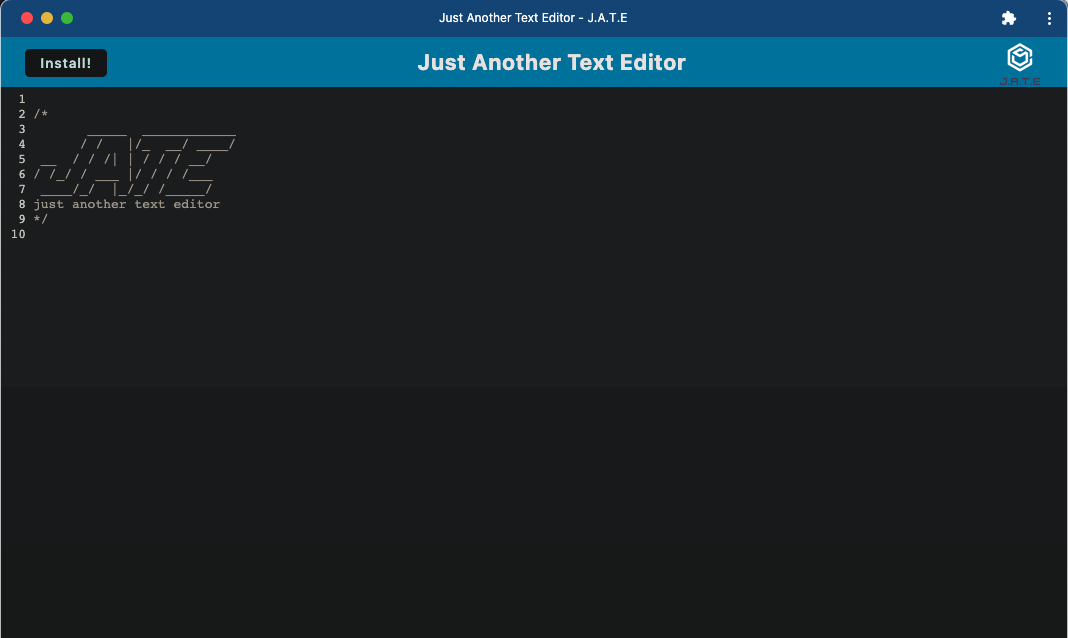 Just Another Text Editor - J.A.T.E
Install!
Just Another Text Editor
J.A.T.E
1
2 /*
3       _____  ____________
4      / /   |/_  __/ ____/
5 __  / / /| | / / / __/
6 / /_/ / ___ |/ / / /___
7 ____/_/  |_/_/ /_____/
8 just another text editor
9 */
10